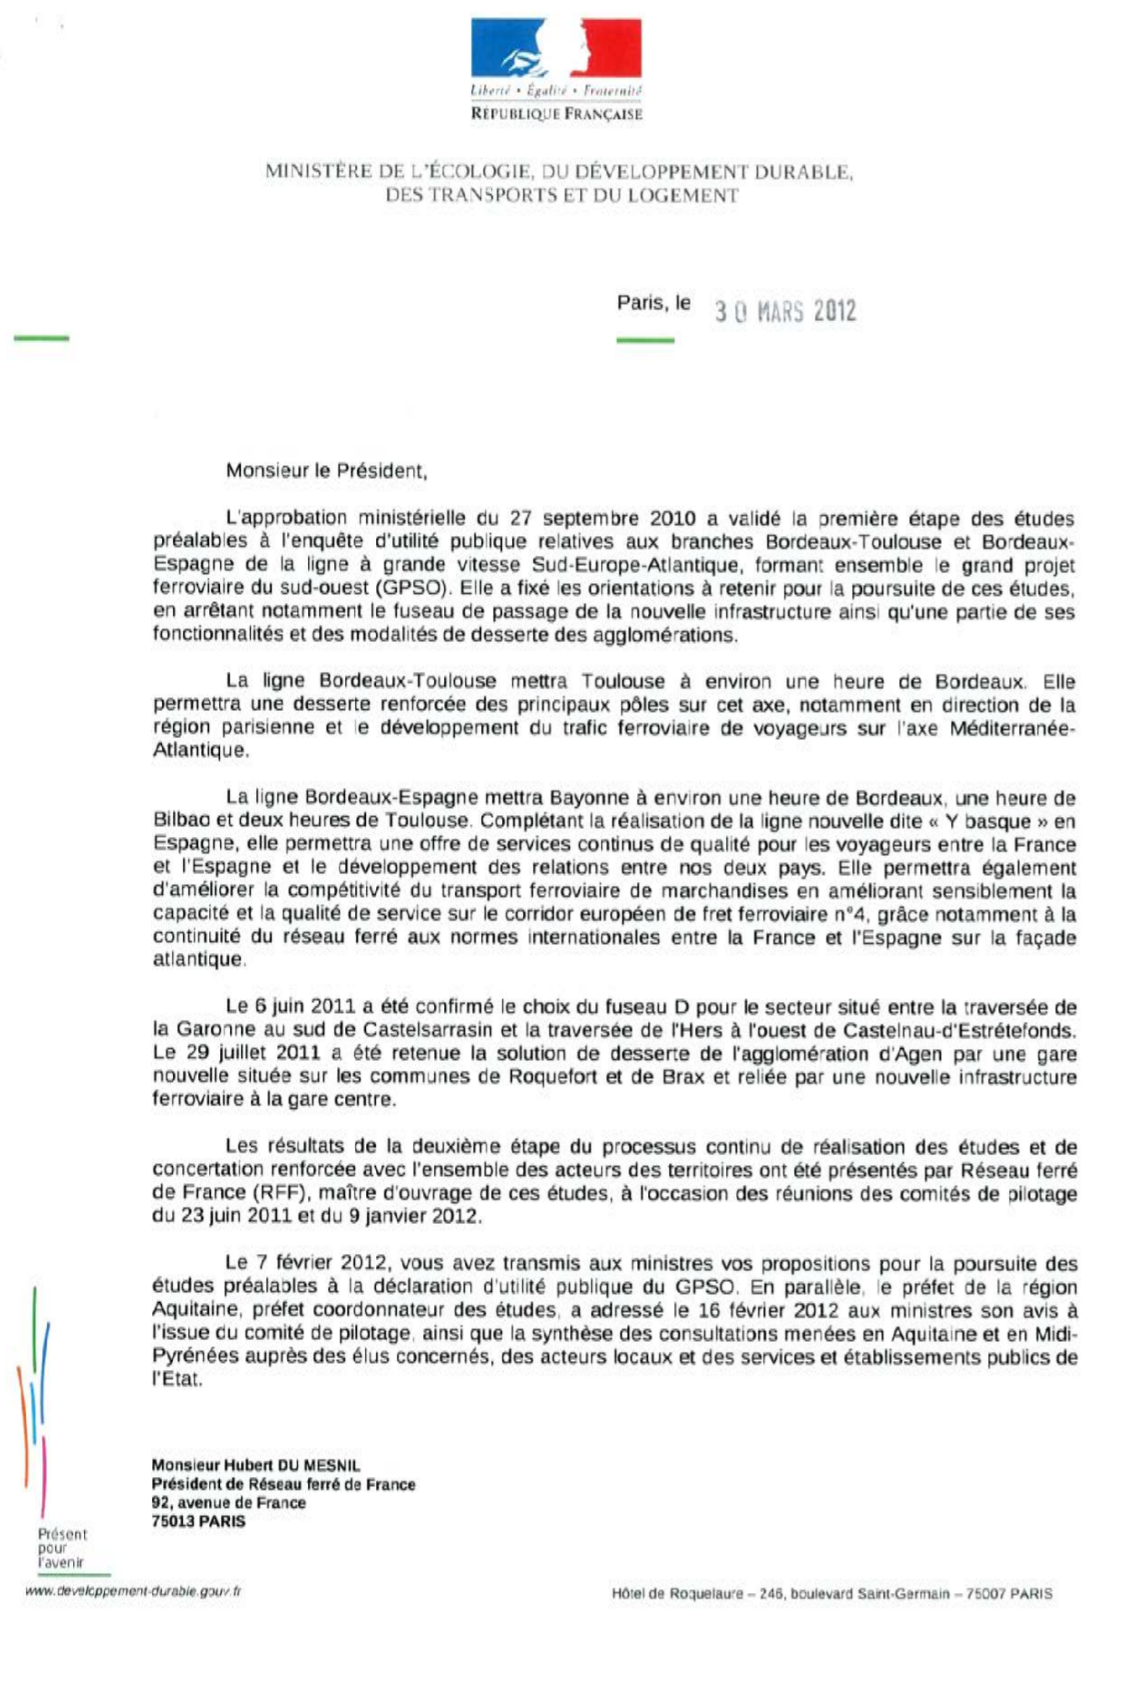 Liberté • Égalité • Fraternité
RÉPUBLIQUE FRANÇAISE
MINISTÈRE DE L'ÉCOLOGIE, DU DÉVELOPPEMENT DURABLE,
DES TRANSPORTS ET DU LOGEMENT
Paris, le 30 MARS 2012
Monsieur le Président,
L'approbation ministérielle du 27 septembre 2010 a validé la première étape des études
préalables à l'enquête d'utilité publique relatives aux branches Bordeaux-Toulouse et Bordeaux-
Espagne de la ligne à grande vitesse Sud-Europe-Atlantique, formant ensemble le grand projet
ferroviaire du sud-ouest (GPSO). Elle a fixé les orientations à retenir pour la poursuite de ces études,
en arrêtant notamment le fuseau de passage de la nouvelle infrastructure ainsi qu'une partie de ses
fonctionnalités et des modalités de desserte des agglomérations.
La ligne Bordeaux-Toulouse mettra Toulouse à environ une heure de Bordeaux. Elle
permettra une desserte renforcée des principaux pôles sur cet axe, notamment en direction de la
région parisienne et le développement du trafic ferroviaire de voyageurs sur l'axe Méditerranée-
Atlantique.
La ligne Bordeaux-Espagne mettra Bayonne à environ une heure de Bordeaux, une heure de
Bilbao et deux heures de Toulouse. Complétant la réalisation de la ligne nouvelle dite « Y basque » en
Espagne, elle permettra une offre de services continus de qualité pour les voyageurs entre la France
et l'Espagne et le développement des relations entre nos deux pays. Elle permettra également
d'améliorer la compétitivité du transport ferroviaire de marchandises en améliorant sensiblement la
capacité et la qualité de service sur le corridor européen de fret ferroviaire n°4, grâce notamment à la
continuité du réseau ferré aux normes internationales entre la France et l'Espagne sur la façade
atlantique.
Le 6 juin 2011 a été confirmé le choix du fuseau D pour le secteur situé entre la traversée de
la Garonne au sud de Castelsarrasin et la traversée de l'Hers à l'ouest de Castelnau-d'Estrétefonds.
Le 29 juillet 2011 a été retenue la solution de desserte de l'agglomération d'Agen par une gare
nouvelle située sur les communes de Roquefort et de Brax et reliée par une nouvelle infrastructure
ferroviaire à la gare centre.
Les résultats de la deuxième étape du processus continu de réalisation des études et de
concertation renforcée avec l'ensemble des acteurs des territoires ont été présentés par Réseau ferré
de France (RFF), maître d'ouvrage de ces études, à l'occasion des réunions des comités de pilotage
du 23 juin 2011 et du 9 janvier 2012.
Le 7 février 2012, vous avez transmis aux ministres vos propositions pour la poursuite des
études préalables à la déclaration d'utilité publique du GPSO. En parallèle, le préfet de la région
Aquitaine, préfet coordonnateur des études, a adressé le 16 février 2012 aux ministres son avis à
l'issue du comité de pilotage, ainsi que la synthèse des consultations menées en Aquitaine et en Midi-
Pyrénées auprès des élus concernés, des acteurs locaux et des services et établissements publics de
l'Etat.
Monsieur Hubert DU MESNIL
Président de Réseau ferré de France
92, avenue de France
75013 PARIS
Présent
pour
l'avenir
www.developpement-durable.gouv.fr
Hôtel de Roquelaure – 246, boulevard Saint-Germain – 75007 PARIS